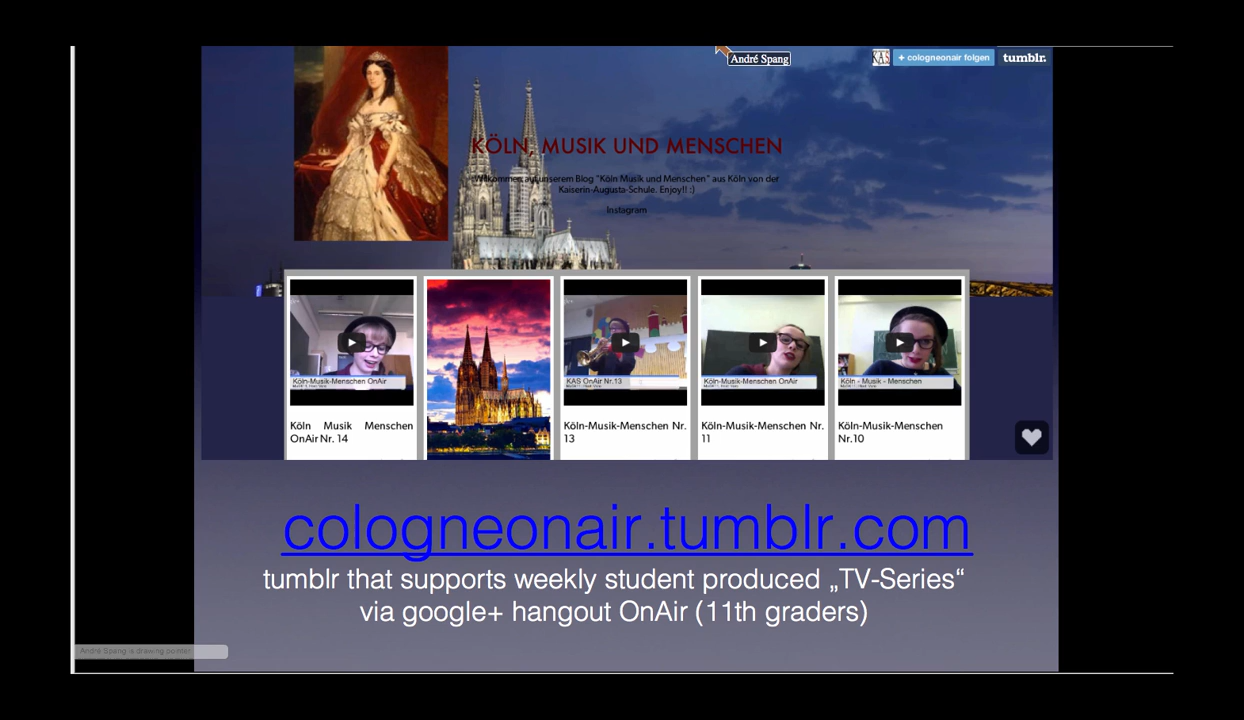 André Spang
KAS
+ cologneonair folgen
tumblr.
KÖLN, MUSIK UND MENSCHEN
Willkommen auf unserem Blog "Köln Musik und Menschen" aus Köln von der
Kaiserin-Augusta-Schule. Enjoy!! :)
Instagram
Köln-Musik-Menschen OnAir
KAS OnAir Nr.13
Köln-Musik-Menschen OnAir
Köln - Musik - Menschen
Köln Musik Menschen
OnAir Nr. 14
Köln-Musik-Menschen Nr.
13
Köln-Musik-Menschen Nr.
11
Köln-Musik-Menschen
Nr.10
cologneonair.tumblr.com
tumblr that supports weekly student produced „TV-Series“
via google+ hangout OnAir (11th graders)
André Spang is drawing pointer